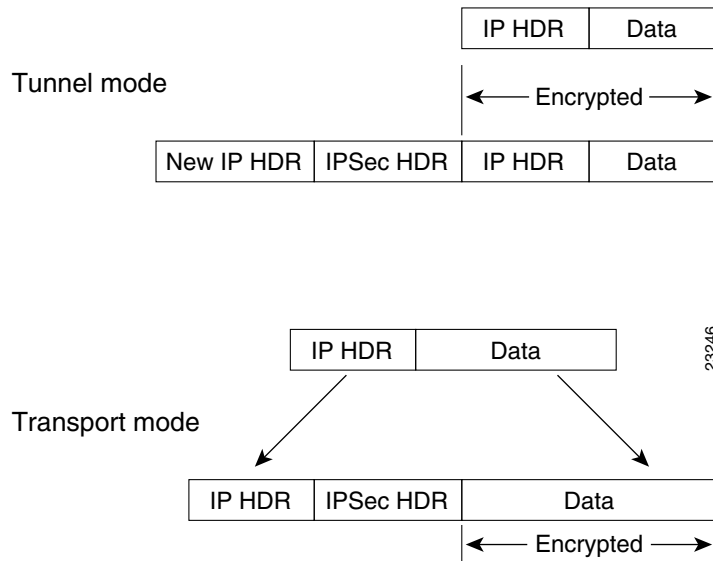 IP HDR Data
Tunnel mode
Encrypted
New IP HDR IPSec HDR IP HDR Data
IP HDR Data
23246
Transport mode
IP HDR IPSec HDR Data
Encrypted